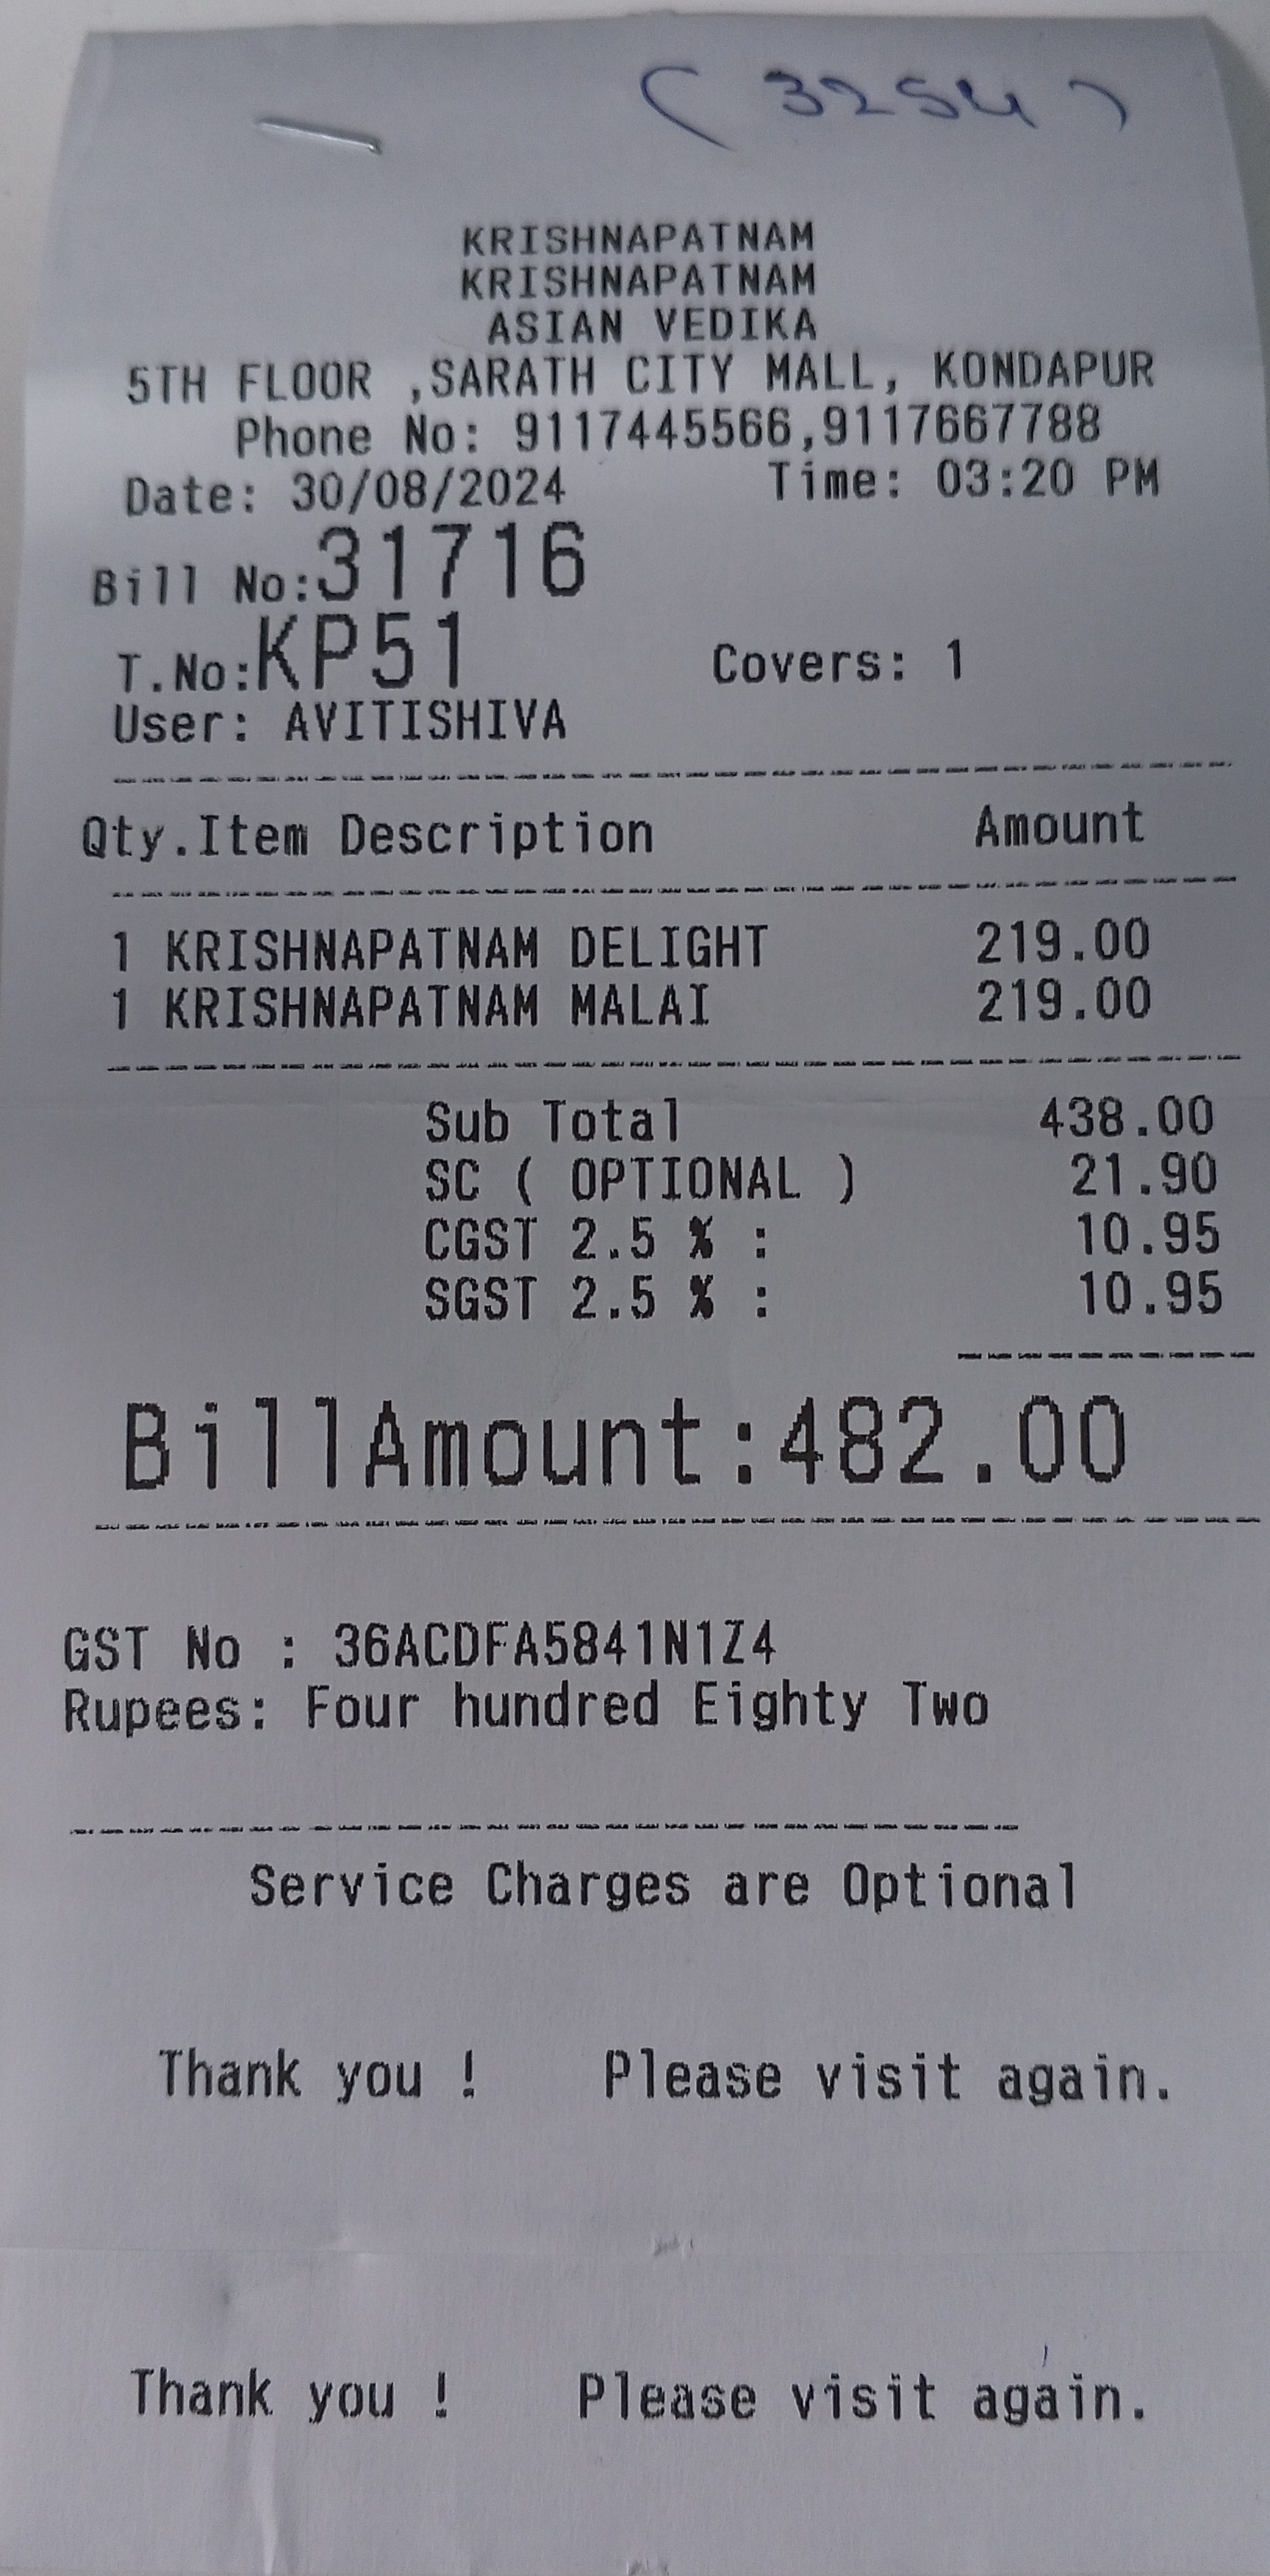 ( 3254 )
KRISHNAPATNAM
KRISHNAPATNAM
ASIAN VEDIKA
5TH FLOOR ,SARATH CITY MALL, KONDAPUR
Phone No: 9117445566,9117667788
Date: 30/08/2024 Time: 03:20 PM
Bill No:31716
T.No:KP51 Covers: 1
User: AVITISHIVA
Qty.Item Description Amount
1 KRISHNAPATNAM DELIGHT 219.00
1 KRISHNAPATNAM MALAI 219.00
Sub Total 438.00
SC ( OPTIONAL ) 21.90
CGST 2.5 % : 10.95
SGST 2.5 % : 10.95
BillAmount:482.00
GST No : 36ACDFA5841N1Z4
Rupees: Four hundred Eighty Two
Service Charges are Optional
Thank you ! Please visit again.
Thank you ! Please visit again.